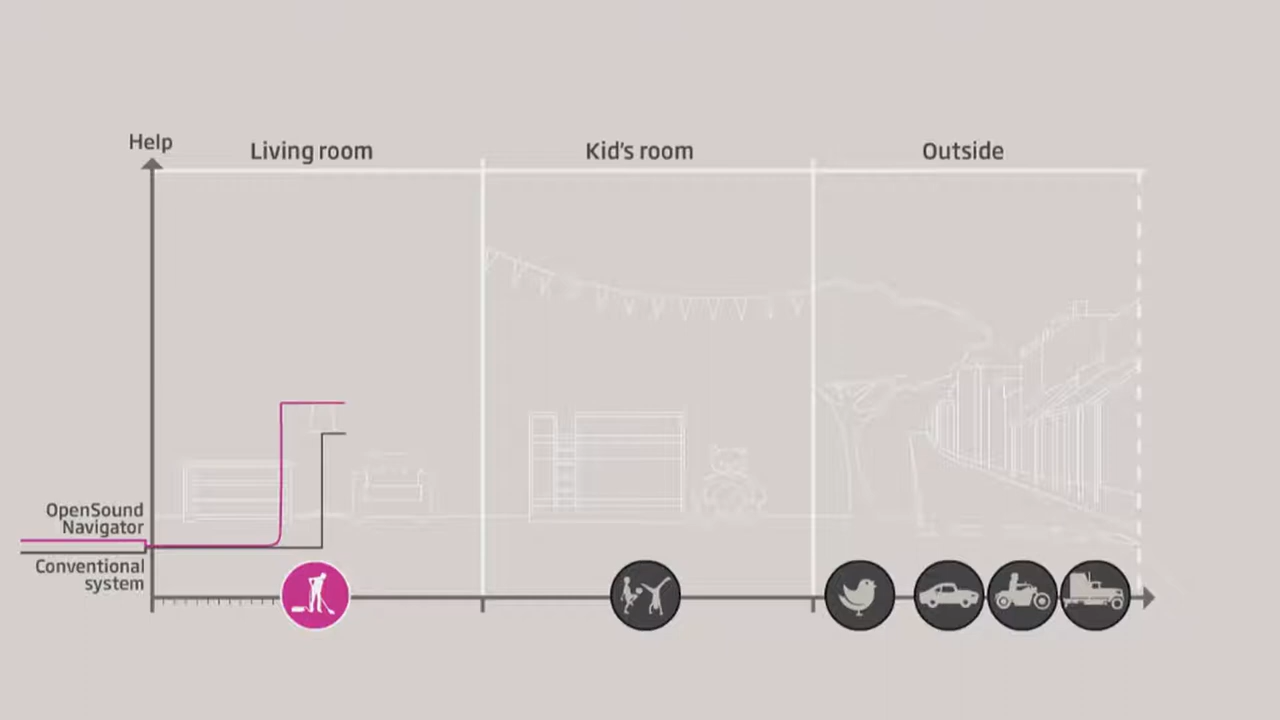 Help
Living room
Kid's room
Outside
OpenSound
Navigator
Conventional
system